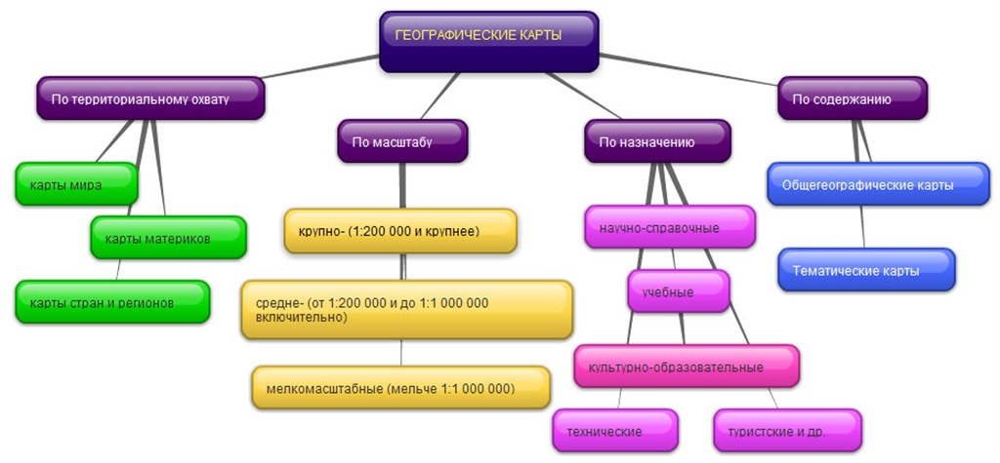 ГЕОГРАФИЧЕСКИЕ КАРТЫ
По территориальному охвату
карты мира
карты материков
карты стран и регионов
По масштабу
крупно- (1:200 000 и крупнее)
средне- (от 1:200 000 и до 1:1 000 000
включительно)
мелкомасштабные (мельче 1:1 000 000)
По назначению
научно-справочные
учебные
культурно-образовательные
технические
туристские и др.
По содержанию
Общегеографические карты
Тематические карты